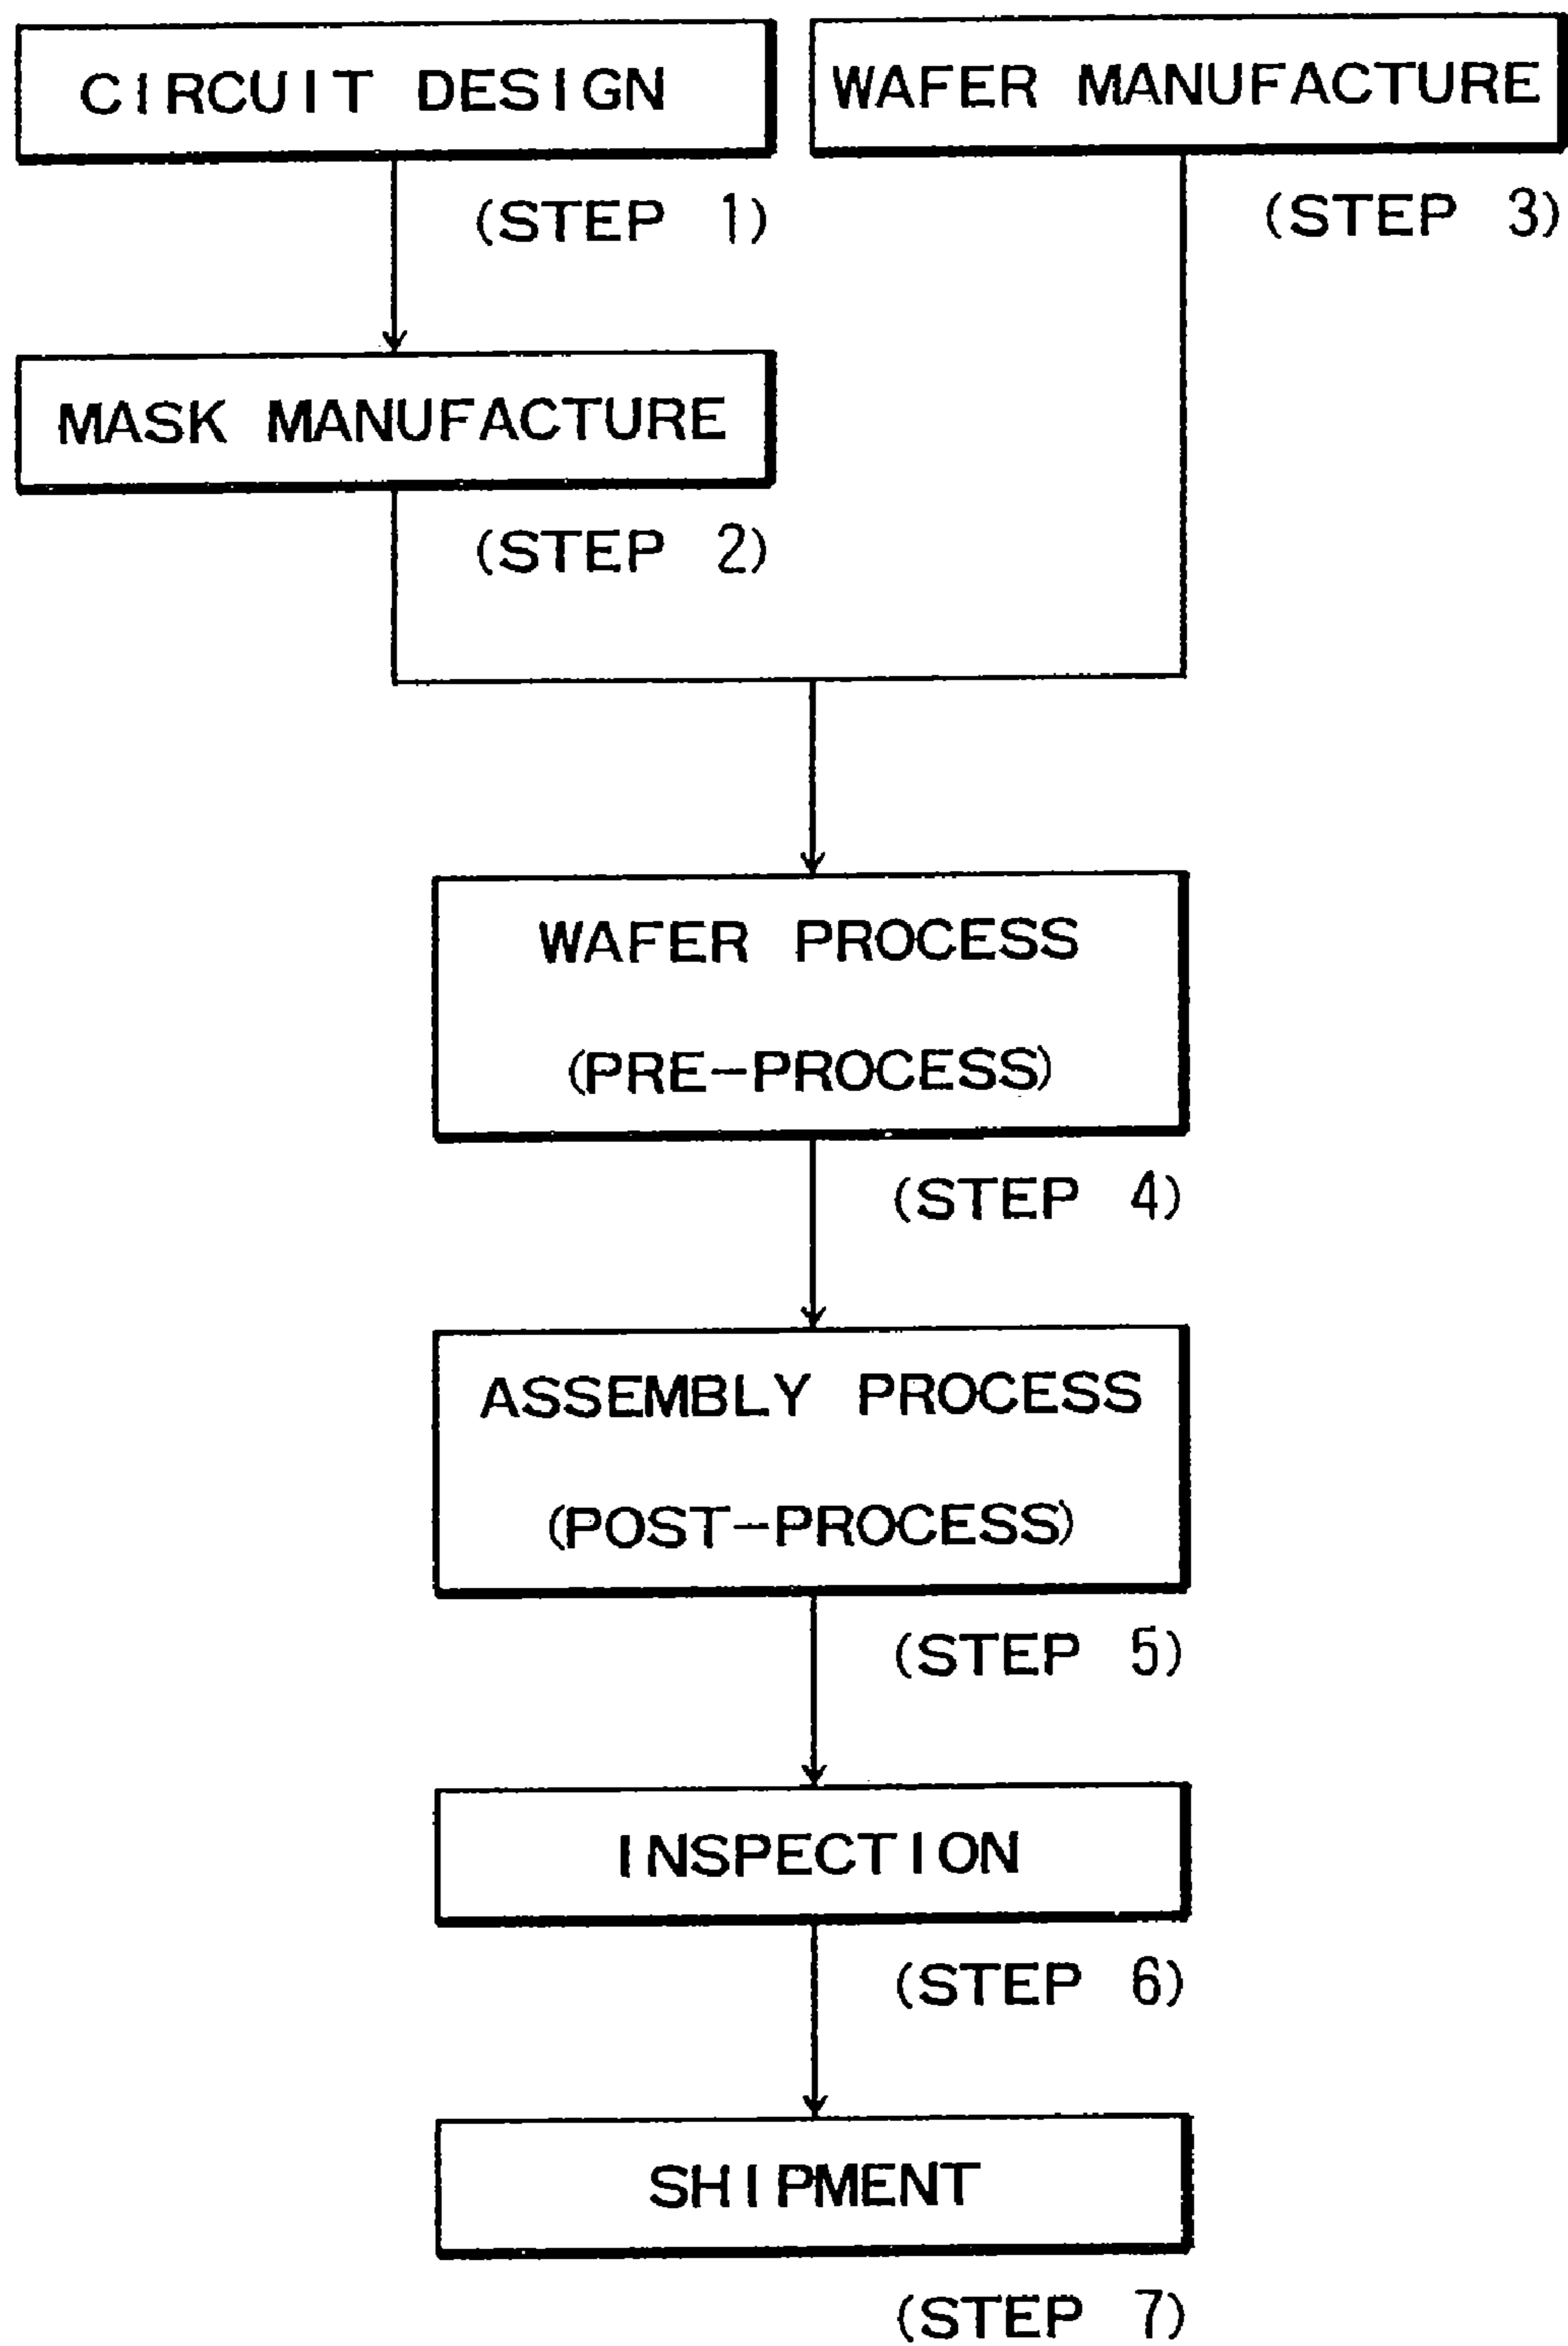 CIRCUIT DESIGN
(STEP 1)
WAFER MANUFACTURE
(STEP 3)
MASK MANUFACTURE
(STEP 2)
WAFER PROCESS
(PRE-PROCESS)
(STEP 4)
ASSEMBLY PROCESS
(POST-PROCESS)
(STEP 5)
INSPECTION
(STEP 6)
SHIPMENT
(STEP 7)